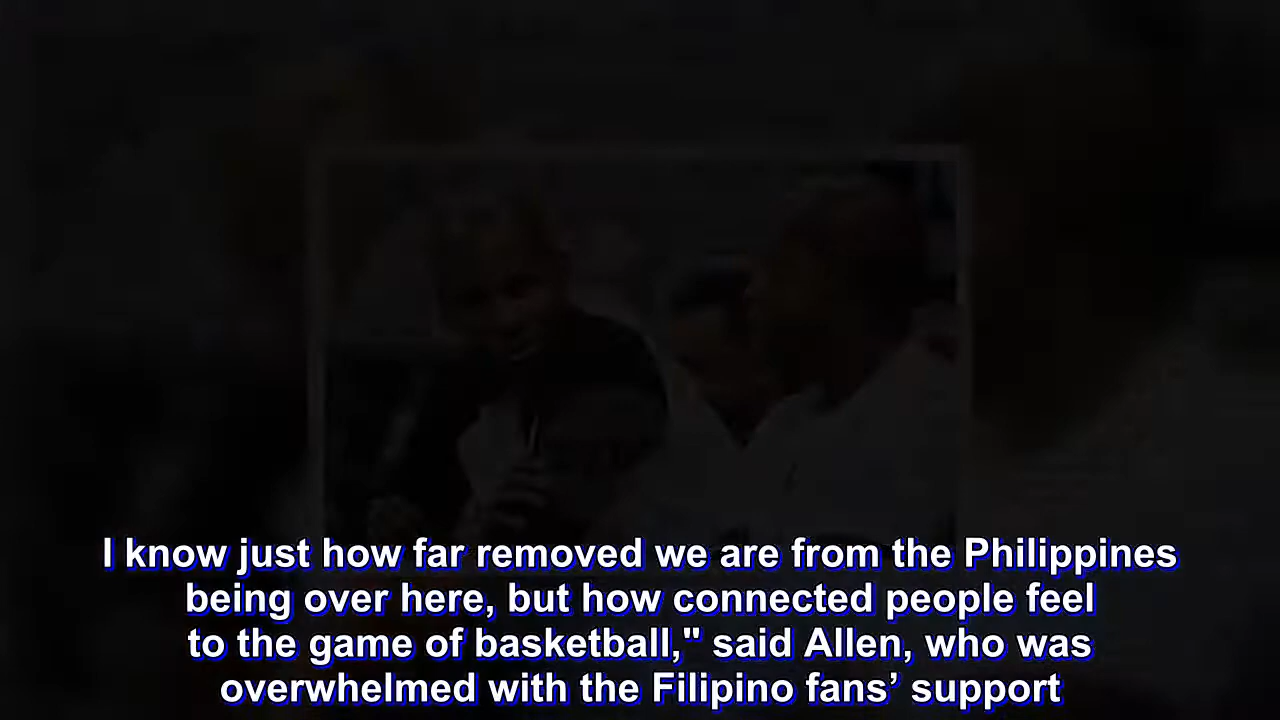 I know just how far removed we are from the Philippines
being over here, but how connected people feel
to the game of basketball," said Allen, who was
overwhelmed with the Filipino fans’ support